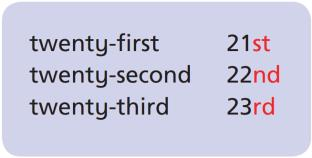 twenty-first 21st
twenty-second 22nd
twenty-third 23rd